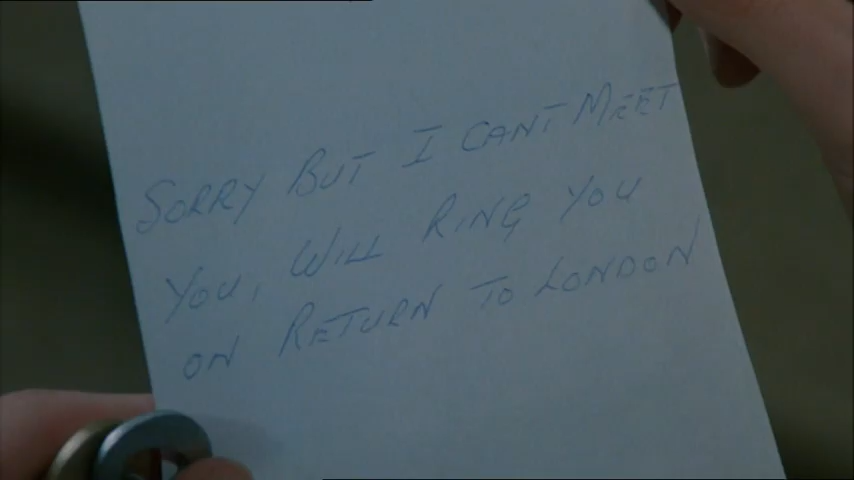 SORRY BUT I CANT MEET
YOU, WILL RING YOU
ON RETURN TO LONDON